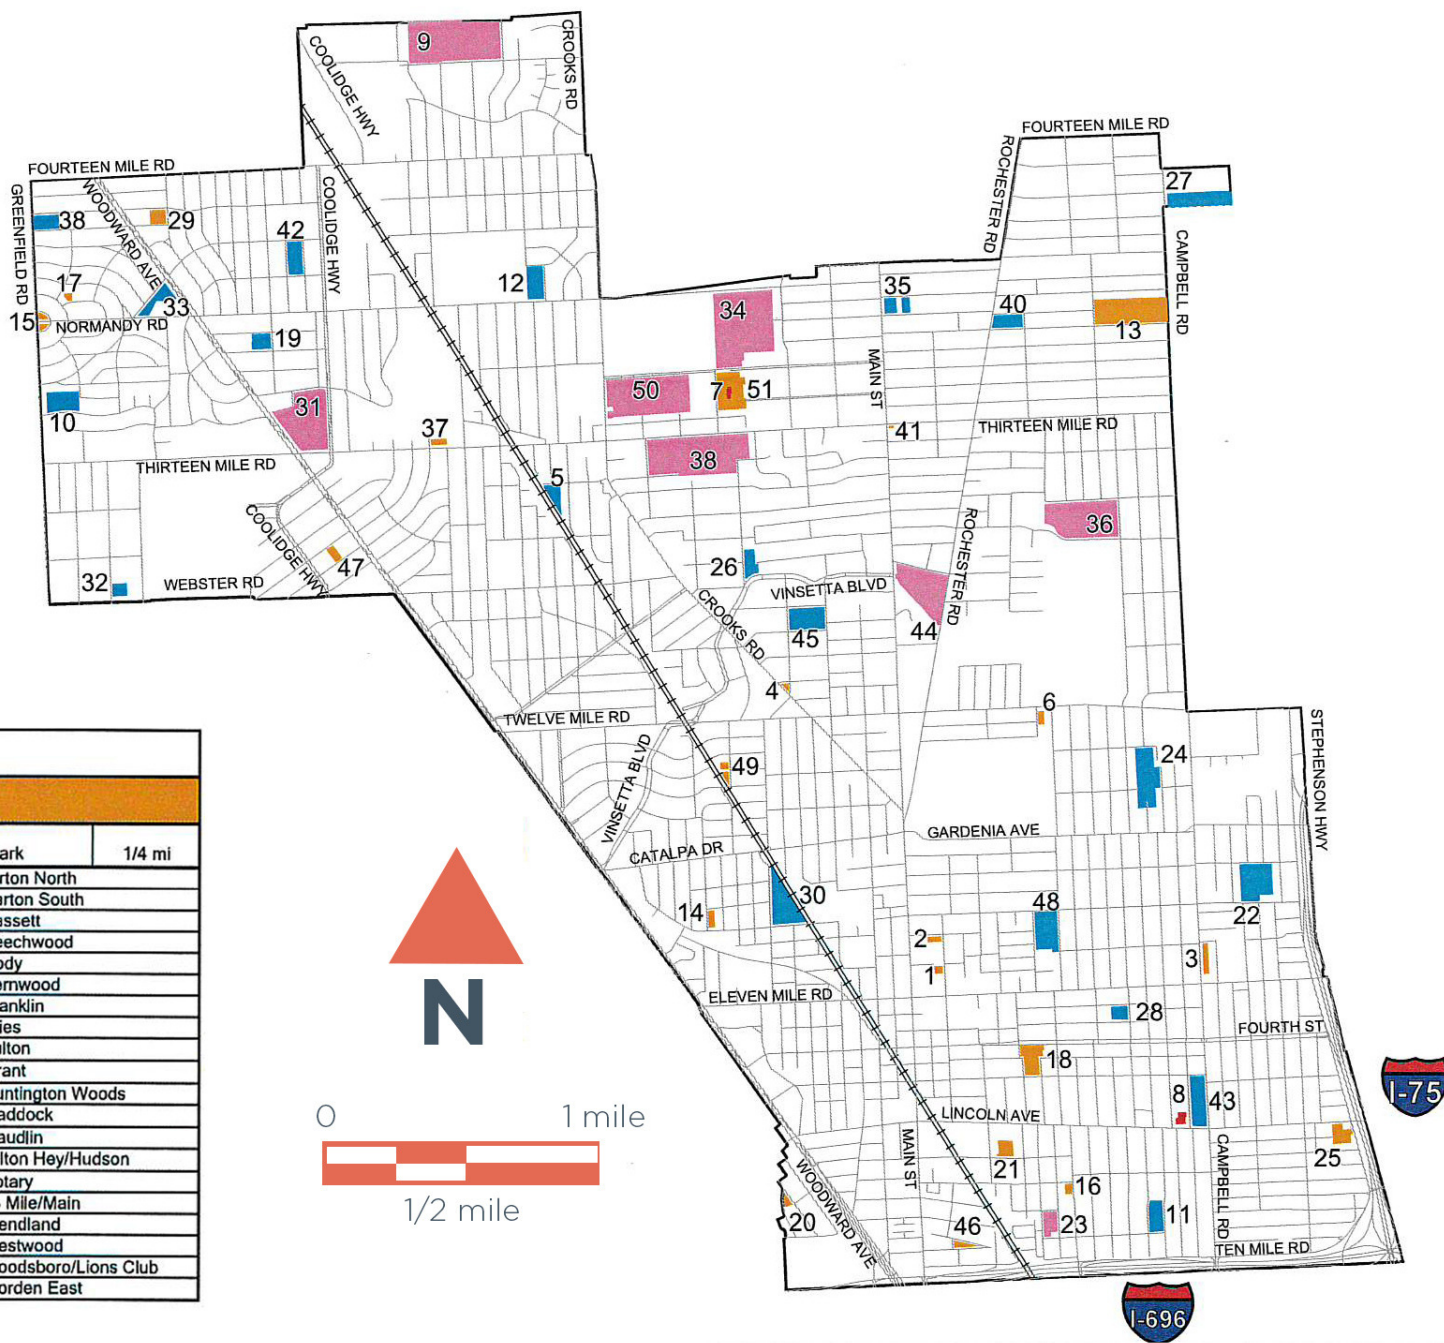 9
COOLIDGE HWY
CROOKS RD
FOURTEEN MILE RD
FOURTEEN MILE RD
ROCHESTER RD
27
GREENFIELD RD
WOODWARD AVE
COOLIDGE HWY
38
29
42
CAMPBELL RD
17
12
33
15
NORMANDY RD
19
34
35
40
13
MAIN ST
31
50
7
51
10
37
41
THIRTEEN MILE RD
THIRTEEN MILE RD
38
5
COOLIDGE HWY
36
ROCHESTER RD
47
26
32
WEBSTER RD
VINSETTA BLVD
CROOKS RD
45
44
4
6
TWELVE MILE RD
STEPHENSON HWY
VINSETTA BLVD
49
24
GARDENIA AVE
CATALPA DR
30
22
14
48
2
3
1
ELEVEN MILE RD
28
FOURTH ST
18
8
43
LINCOLN AVE
I-75
MAIN ST
21
25
WOODWARD AVE
16
CAMPBELL RD
20
46
23
11
TEN MILE RD
I-696
N
0
1 mile
1/2 mile
ark
1/4 mi
rton North
arton South
assett
eechwood
ody
ernwood
anklin
ies
ulton
rant
untington Woods
addock
audlin
lton Hey/Hudson
otary
Mile/Main
endland
estwood
oodsboro/Lions Club
orden East